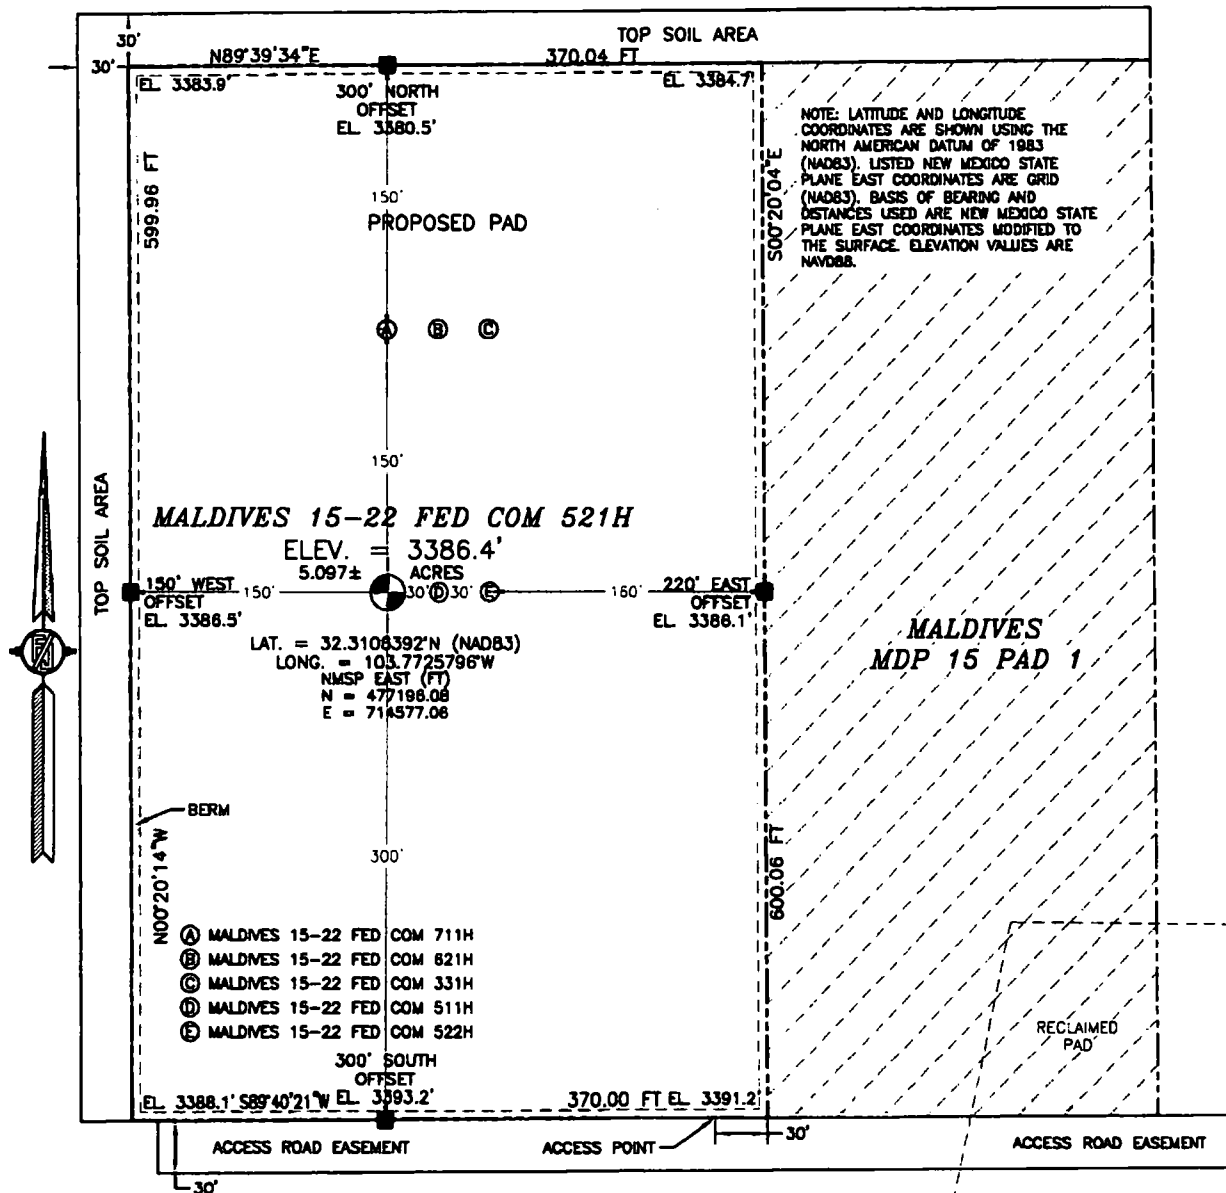 TOP SOIL AREA
30'
30'
N89°39'34"E
370.04 FT
EL. 3383.9'
300' NORTH
OFFSET
EL. 3380.5'
EL. 3384.7'
NOTE: LATITUDE AND LONGITUDE
COORDINATES ARE SHOWN USING THE
NORTH AMERICAN DATUM OF 1983
(NAD83). LISTED NEW MEXICO STATE
PLANE EAST COORDINATES ARE GRID
(NAD83). BASIS OF BEARING AND
DISTANCES USED ARE NEW MEXICO STATE
PLANE EAST COORDINATES MODIFIED TO
THE SURFACE. ELEVATION VALUES ARE
NAVD88.
599.96 FT
S00°20'04"E
150'
PROPOSED PAD
A B C
150'
TOP SOIL AREA
MALDIVES 15-22 FED COM 521H
ELEV. = 3386.4'
5.097± ACRES
150' WEST
OFFSET
EL. 3386.5'
150'
30' D 30' E
160'
220' EAST
OFFSET
EL. 3386.1'
LAT. = 32.3108392°N (NAD83)
LONG. = 103.7725796°W
NMSP EAST (FT)
N = 477196.08
E = 714577.06
MALDIVES
MDP 15 PAD 1
BERM
N00°20'14"W
300'
600.06 FT
A MALDIVES 15-22 FED COM 711H
B MALDIVES 15-22 FED COM 621H
C MALDIVES 15-22 FED COM 331H
D MALDIVES 15-22 FED COM 511H
E MALDIVES 15-22 FED COM 522H
RECLAIMED
PAD
300' SOUTH
OFFSET
EL. 3393.2'
EL. 3388.1'
S89°40'21"W
370.00 FT
EL. 3391.2'
ACCESS ROAD EASEMENT
ACCESS POINT
30'
ACCESS ROAD EASEMENT
30'